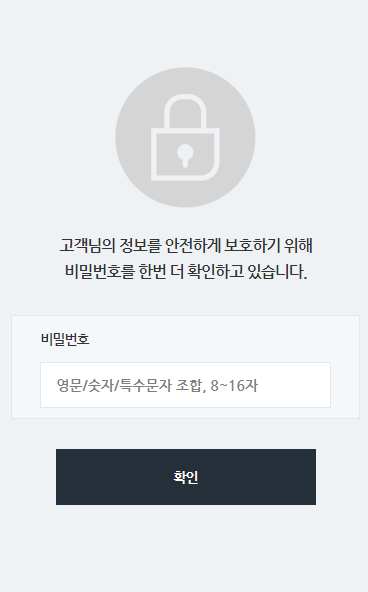 고객님의 정보를 안전하게 보호하기 위해
비밀번호를 한번 더 확인하고 있습니다.
비밀번호
영문/숫자/특수문자 조합, 8~16자
확인